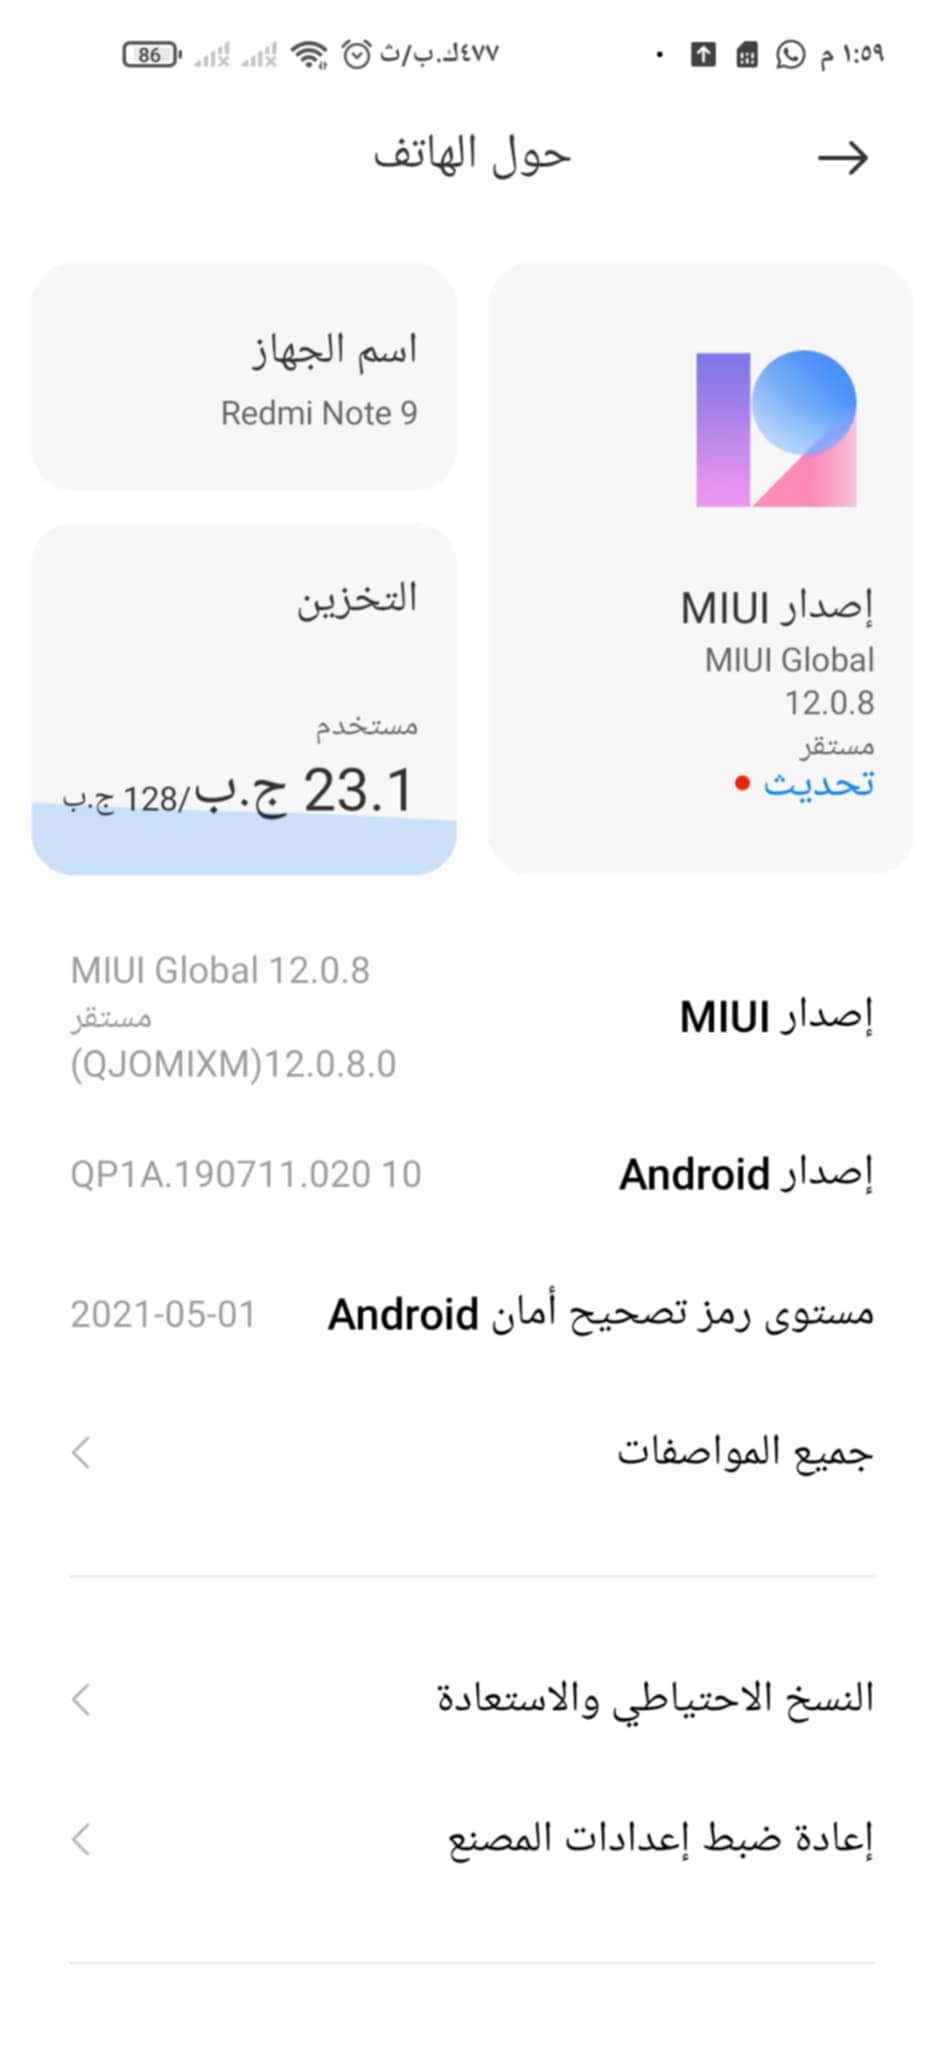 ١:٥٩ م
٤٧٧ك.ب/ث
86
حول الهاتف
إصدار MIUI
MIUI Global
12.0.8
مستقر
تحديث
اسم الجهاز
Redmi Note 9
التخزين
مستخدم
23.1 ج.ب/128 ج.ب
إصدار MIUI
MIUI Global 12.0.8
مستقر
(QJOMIXM)12.0.8.0
إصدار Android
QP1A.190711.020 10
مستوى رمز تصحيح أمان Android
2021-05-01
جميع المواصفات
النسخ الاحتياطي والاستعادة
إعادة ضبط إعدادات المصنع